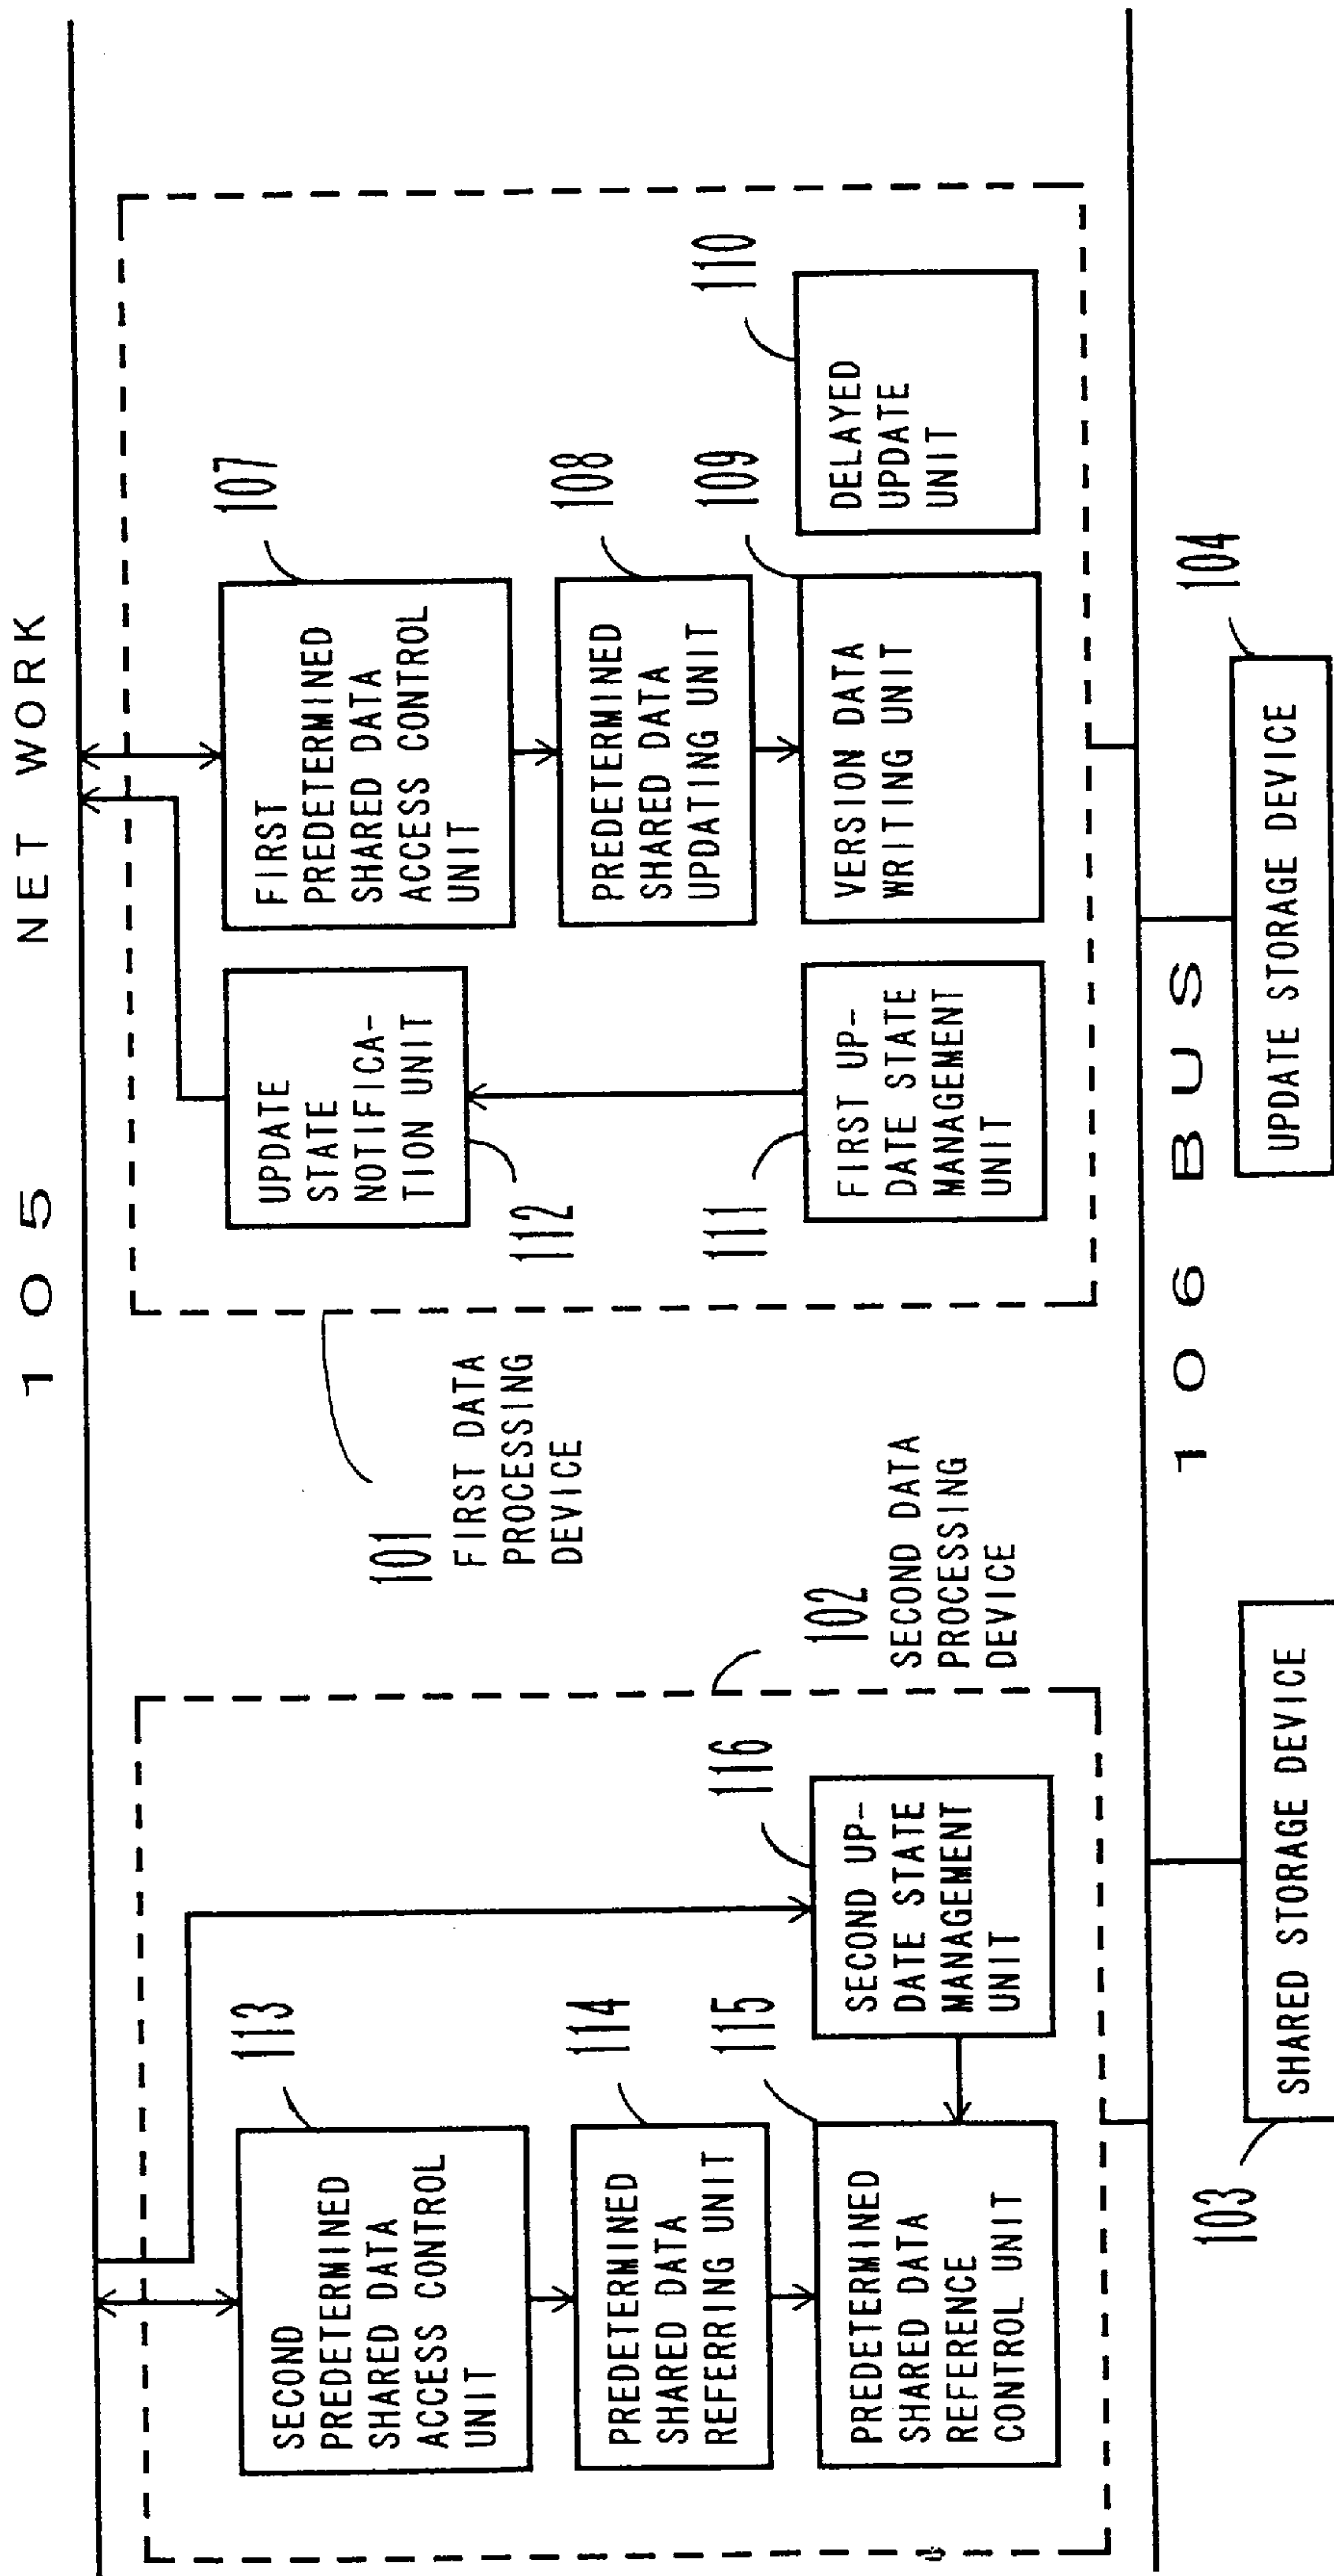 105 NET WORK
113
SECOND
PREDETERMINED
SHARED DATA
ACCESS CONTROL
UNIT
114
PREDETERMINED
SHARED DATA
REFERRING UNIT
115
PREDETERMINED
SHARED DATA
REFERENCE
CONTROL UNIT
116
SECOND UP-
DATE STATE
MANAGEMENT
UNIT
102
SECOND DATA
PROCESSING
DEVICE
101
FIRST DATA
PROCESSING
DEVICE
UPDATE
STATE
NOTIFICA-
TION UNIT
112
111
FIRST UP-
DATE STATE
MANAGEMENT
UNIT
107
FIRST
PREDETERMINED
SHARED DATA
ACCESS CONTROL
UNIT
108
PREDETERMINED
SHARED DATA
UPDATING UNIT
109
VERSION DATA
WRITING UNIT
110
DELAYED
UPDATE
UNIT
106 BUS
103
SHARED STORAGE DEVICE
104
UPDATE STORAGE DEVICE